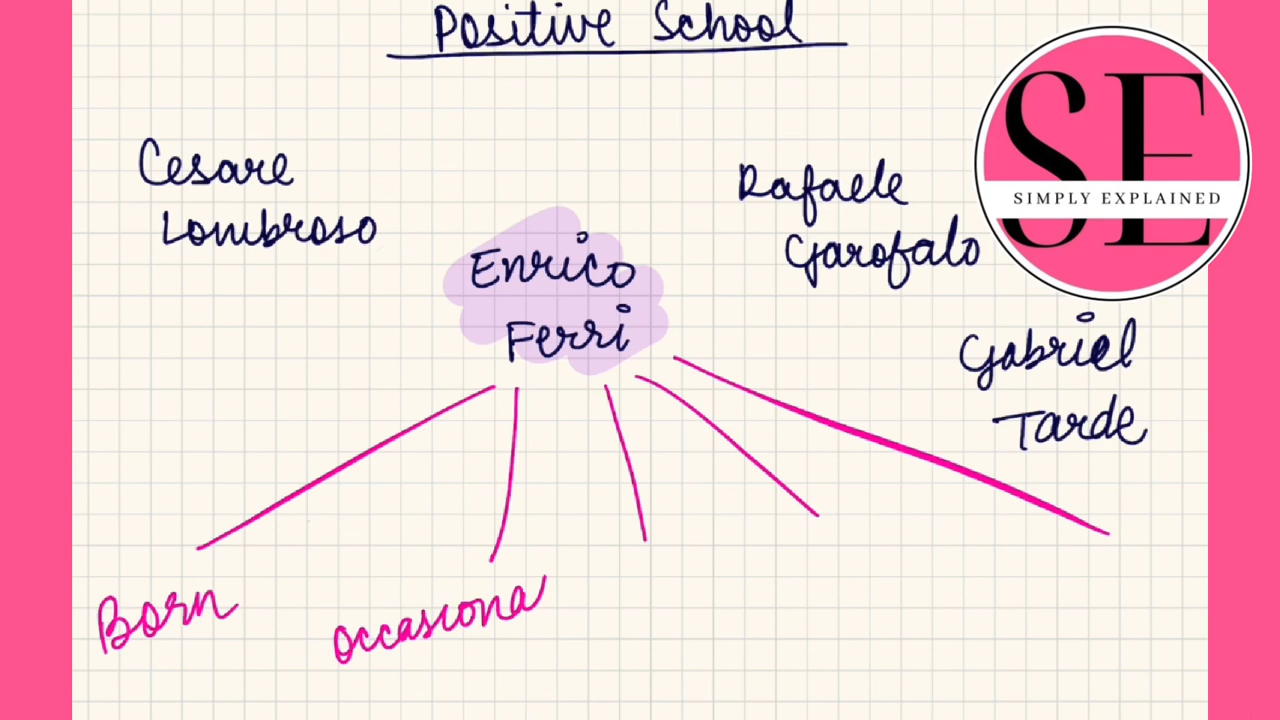 Positive School
Cesare
Lombroso
Enrico
Ferri
Rafaele
Garofalo
Gabriel
Tarde
Born
Occasiona
SE
SIMPLY EXPLAINED